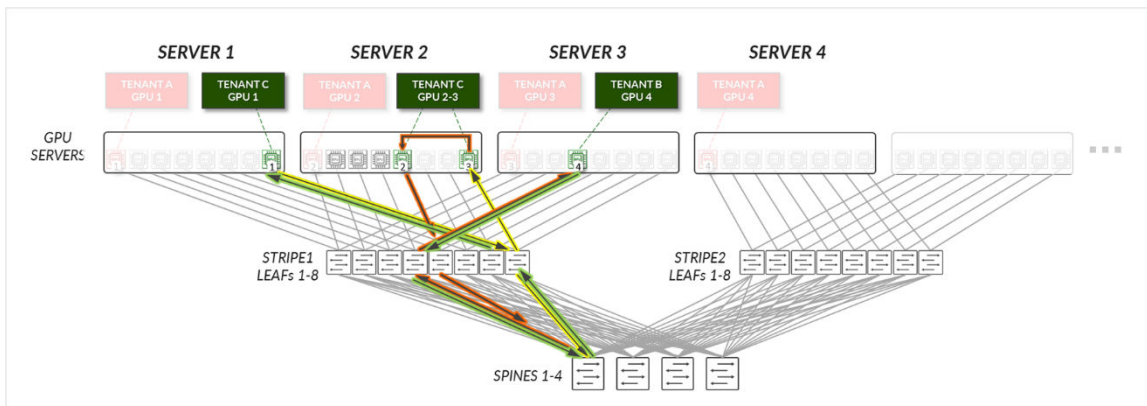 SERVER 1
SERVER 2
SERVER 3
SERVER 4
TENANT A
GPU 1
TENANT C
GPU 1
TENANT A
GPU 2
TENANT C
GPU 2-3
TENANT A
GPU 3
TENANT B
GPU 4
TENANT A
GPU 4
GPU
SERVERS
1
1
2
3
3
4
STRIPE1
LEAFs 1-8
STRIPE2
LEAFs 1-8
SPINES 1-4